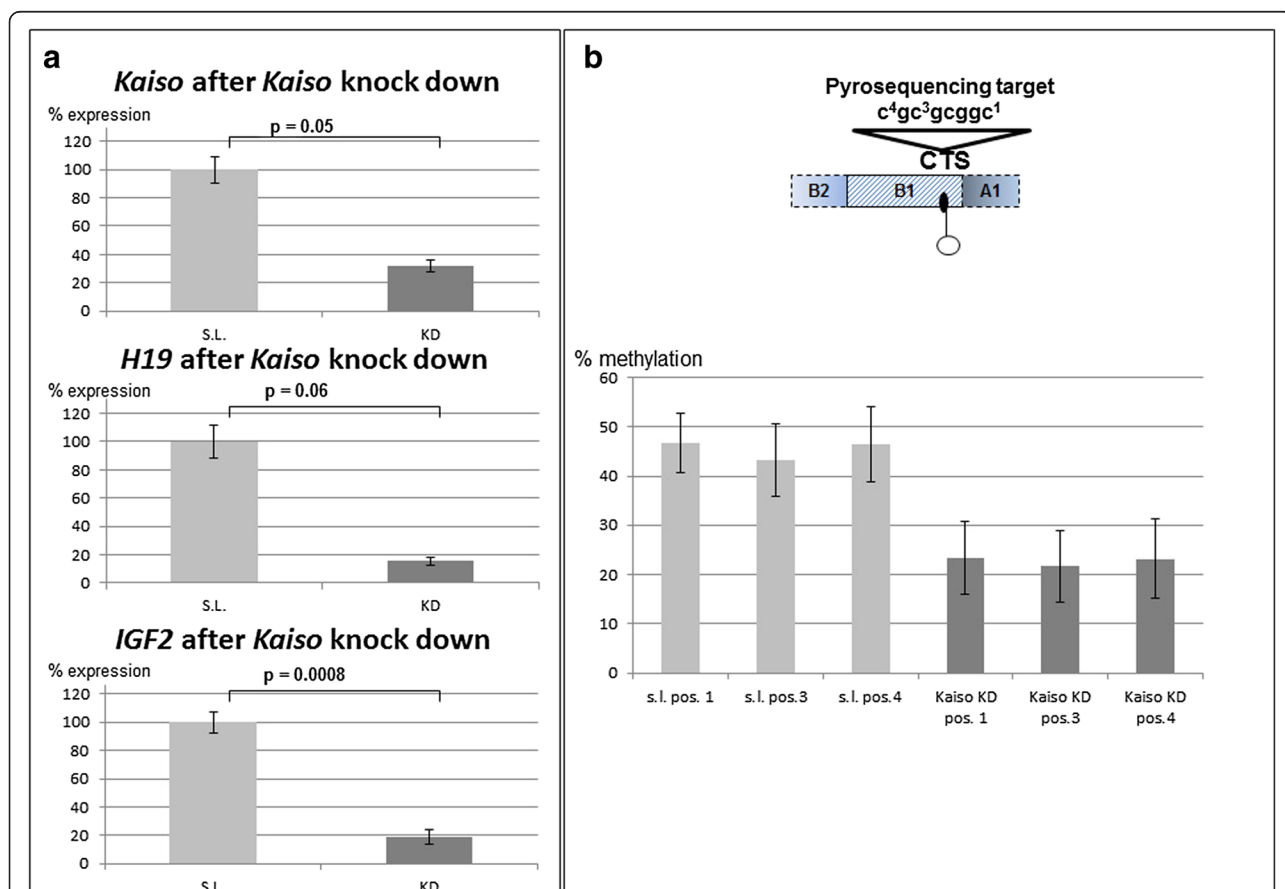 a
Kaiso after Kaiso knock down
% expression
p = 0.05
120
100
80
60
40
20
0
S.L.
KD
H19 after Kaiso knock down
% expression
p = 0.06
120
100
80
60
40
20
0
S.L.
KD
IGF2 after Kaiso knock down
% expression
p = 0.0008
120
100
80
60
40
20
0
S.L.
KD
b
Pyrosequencing target
c⁴gc³gcggc¹
CTS
B2 B1 A1
% methylation
60
50
40
30
20
10
0
s.l. pos. 1
s.l. pos.3
s.l. pos.4
Kaiso KD
pos. 1
Kaiso KD
pos.3
Kaiso KD
pos.4